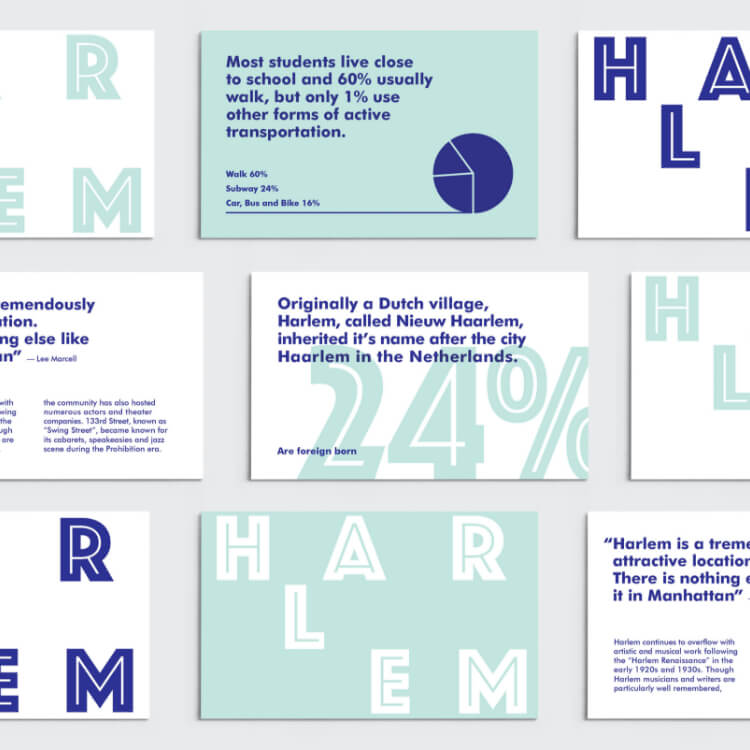 R
E M
Most students live close
to school and 60% usually
walk, but only 1% use
other forms of active
transportation.
Walk 60%
Subway 24%
Car, Bus and Bike 16%
H A
L
emendously
ation.
ng else like
an” — Lee Marcell
with
wing
the
ugh
are
the community has also hosted
numerous actors and theater
companies. 133rd Street, known as
“Swing Street”, became known for
its cabarets, speakeasies and jazz
scene during the Prohibition era.
Originally a Dutch village,
Harlem, called Nieuw Haarlem,
inherited it’s name after the city
Haarlem in the Netherlands.
24%
Are foreign born
H
L
R
E M
H A R
L
E M
“Harlem is a treme
attractive location
There is nothing e
it in Manhattan”
Harlem continues to overflow with
artistic and musical work following
the “Harlem Renaissance” in the
early 1920s and 1930s. Though
Harlem musicians and writers are
particularly well remembered,